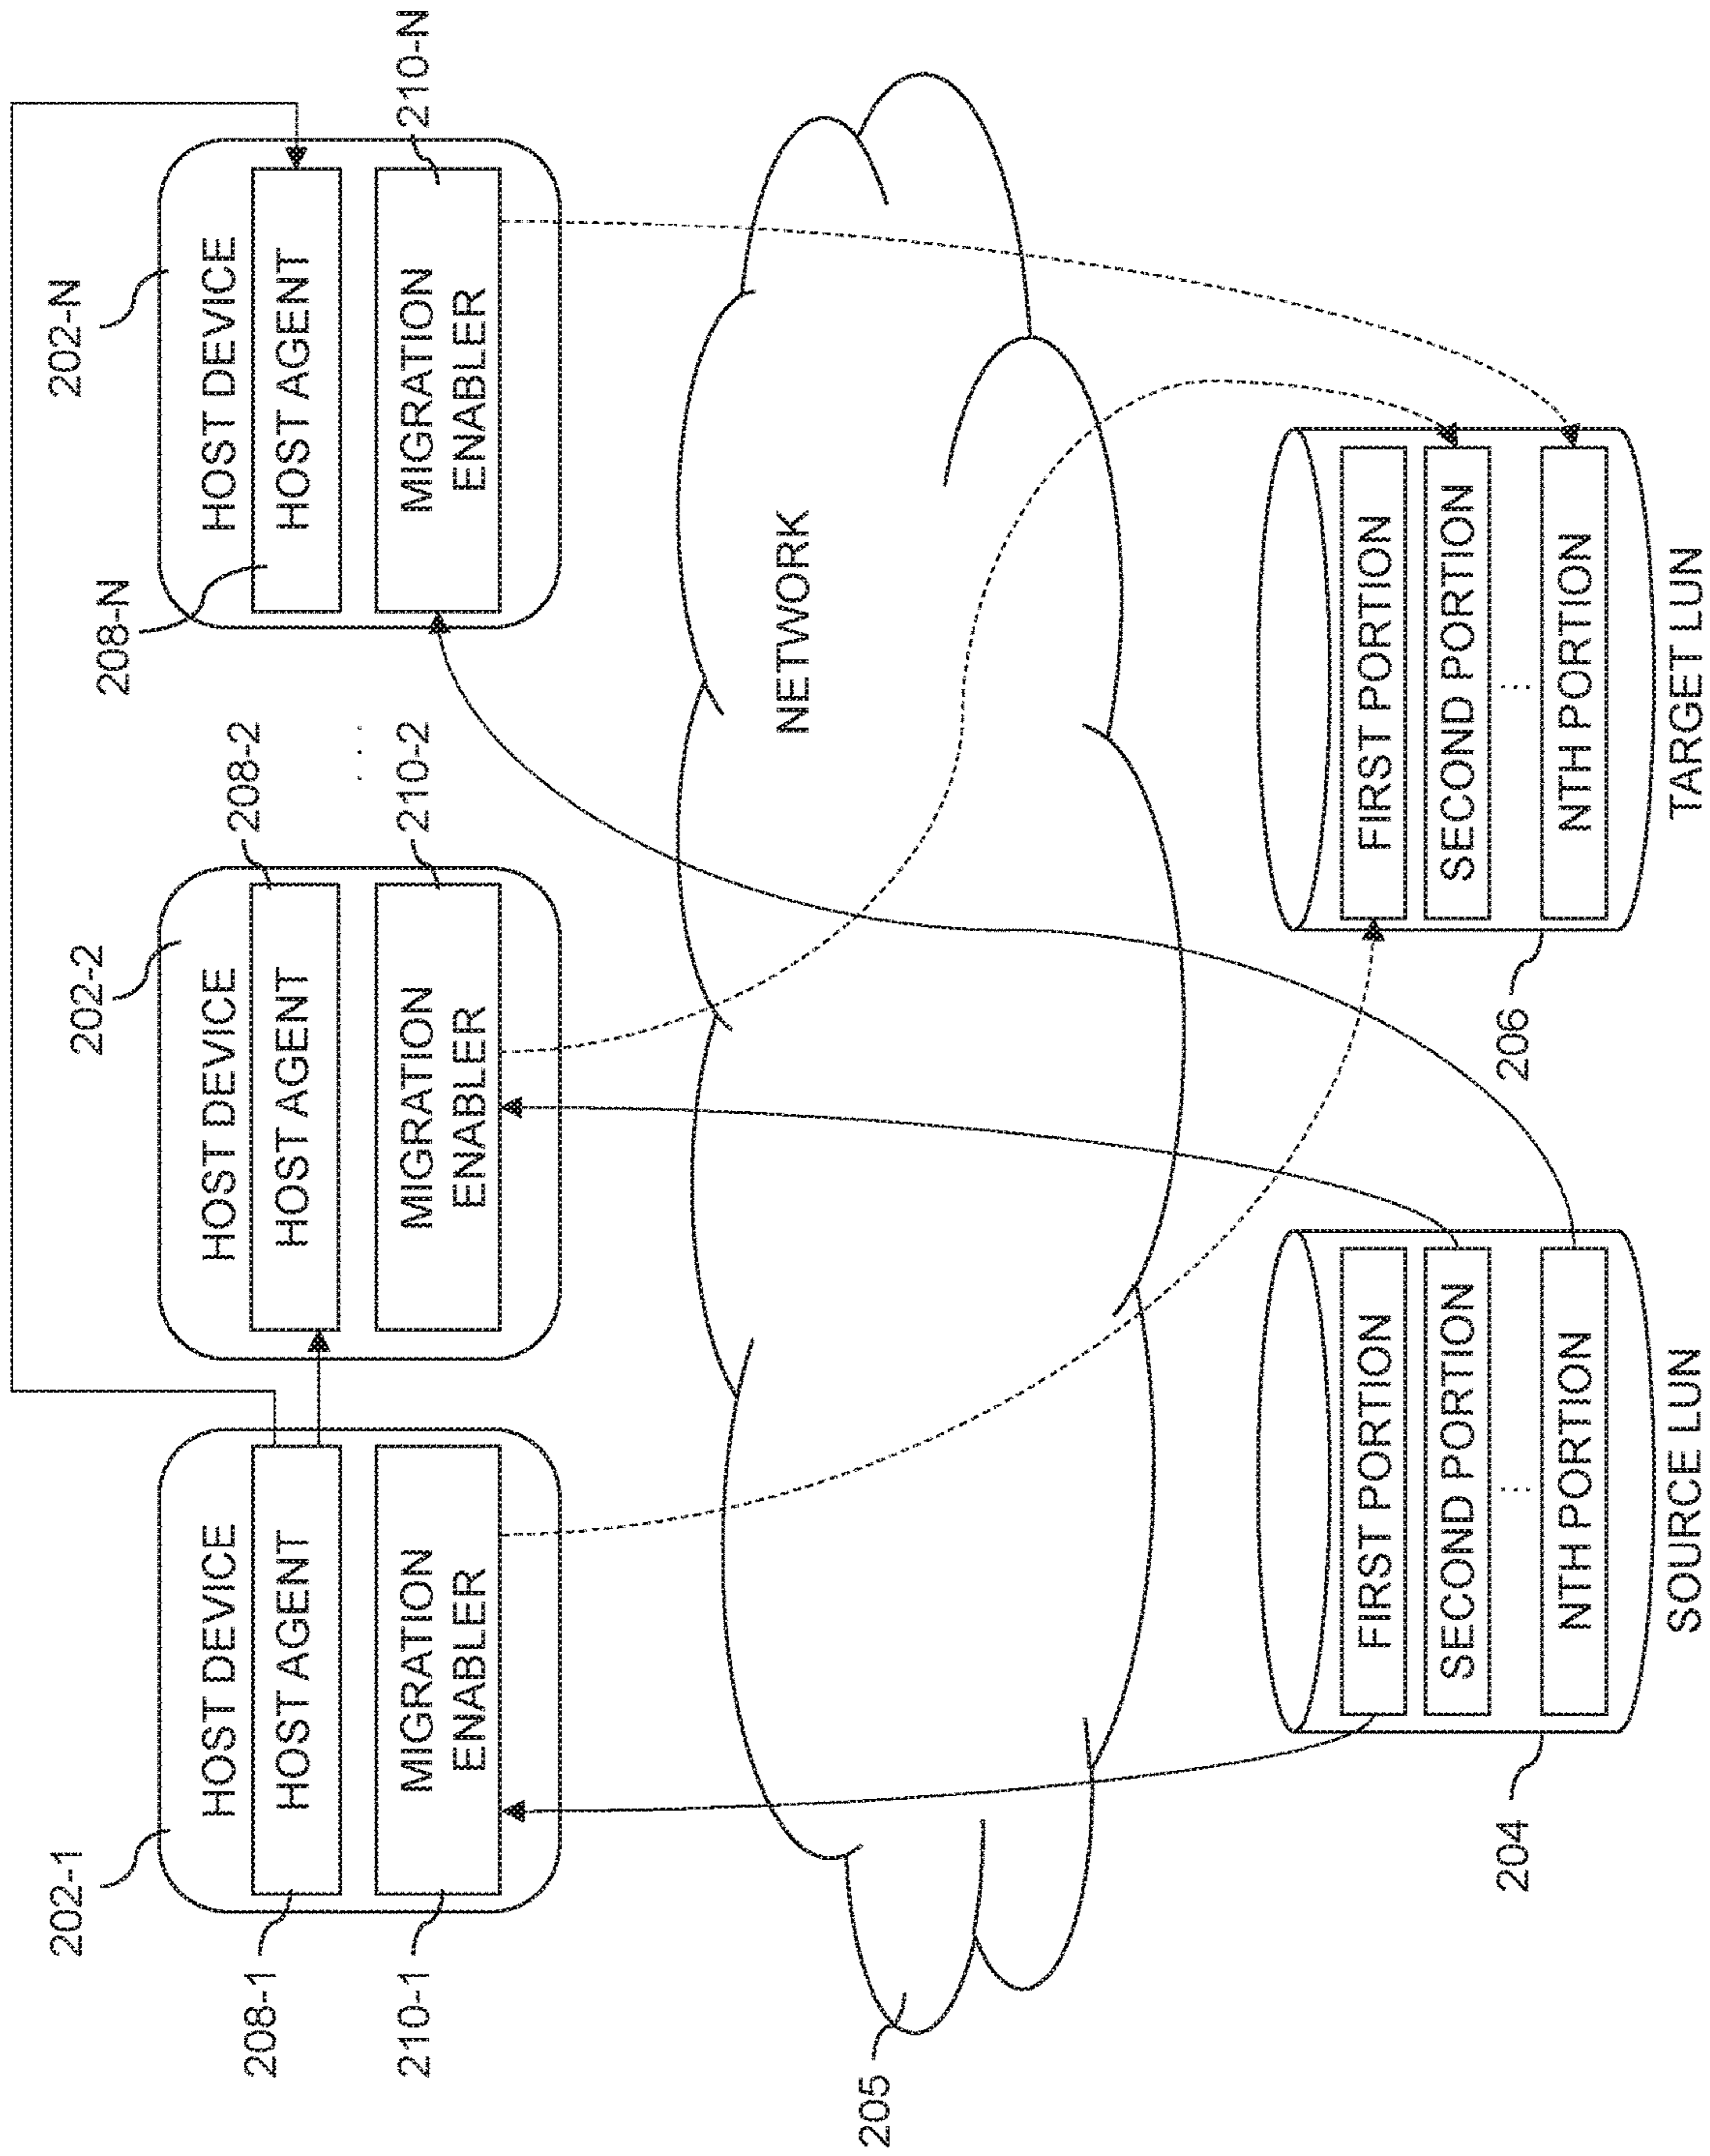 202-1
202-2
202-N
HOST DEVICE
HOST AGENT
MIGRATION
ENABLER
208-1
210-1
HOST DEVICE
HOST AGENT
MIGRATION
ENABLER
208-2
210-2
. . .
HOST DEVICE
HOST AGENT
MIGRATION
ENABLER
208-N
210-N
205
NETWORK
FIRST PORTION
SECOND PORTION
...
NTH PORTION
204
SOURCE LUN
FIRST PORTION
SECOND PORTION
...
NTH PORTION
206
TARGET LUN